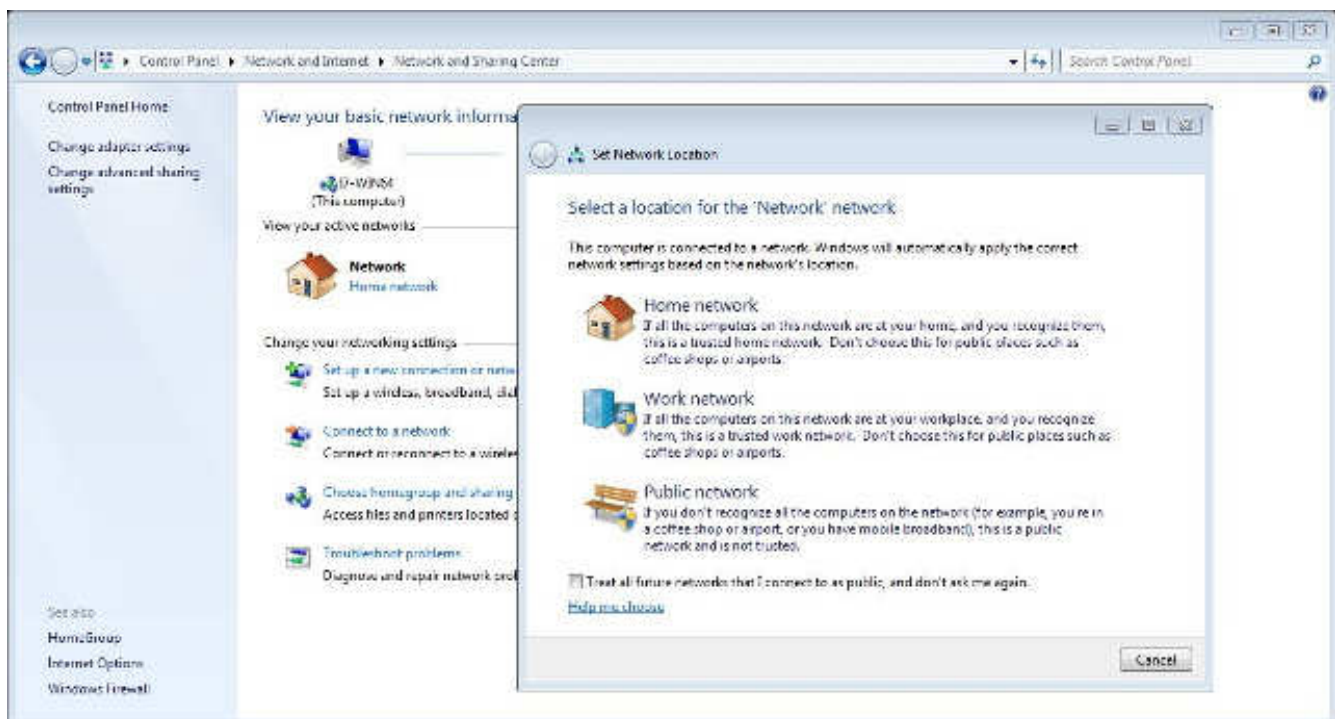 Control Panel ▸ Network and Internet ▸ Network and Sharing Center
Search Control Panel
Control Panel Home
Change adapter settings
Change advanced sharing
settings
See also
HomeGroup
Internet Options
Windows Firewall
View your basic network informa
(This computer)
View your active networks
Network
Home network
Change your networking settings
Set up a new connection or netw
Set up a wireless, broadband, dial
Connect to a network
Connect or reconnect to a wireles
Choose homegroup and sharing
Access files and printers located
Troubleshoot problems
Diagnose and repair network prob
Set Network Location
Select a location for the 'Network' network
This computer is connected to a network. Windows will automatically apply the correct
network settings based on the network's location.
Home network
If all the computers on this network are at your home, and you recognize them,
this is a trusted home network. Don't choose this for public places such as
coffee shops or airports.
Work network
If all the computers on this network are at your workplace, and you recognize
them, this is a trusted work network. Don't choose this for public places such as
coffee shops or airports.
Public network
If you don't recognize all the computers on the network (for example, you're in
a coffee shop or airport, or you have mobile broadband), this is a public
network and is not trusted.
Treat all future networks that I connect to as public, and don't ask me again.
Help me choose
Cancel